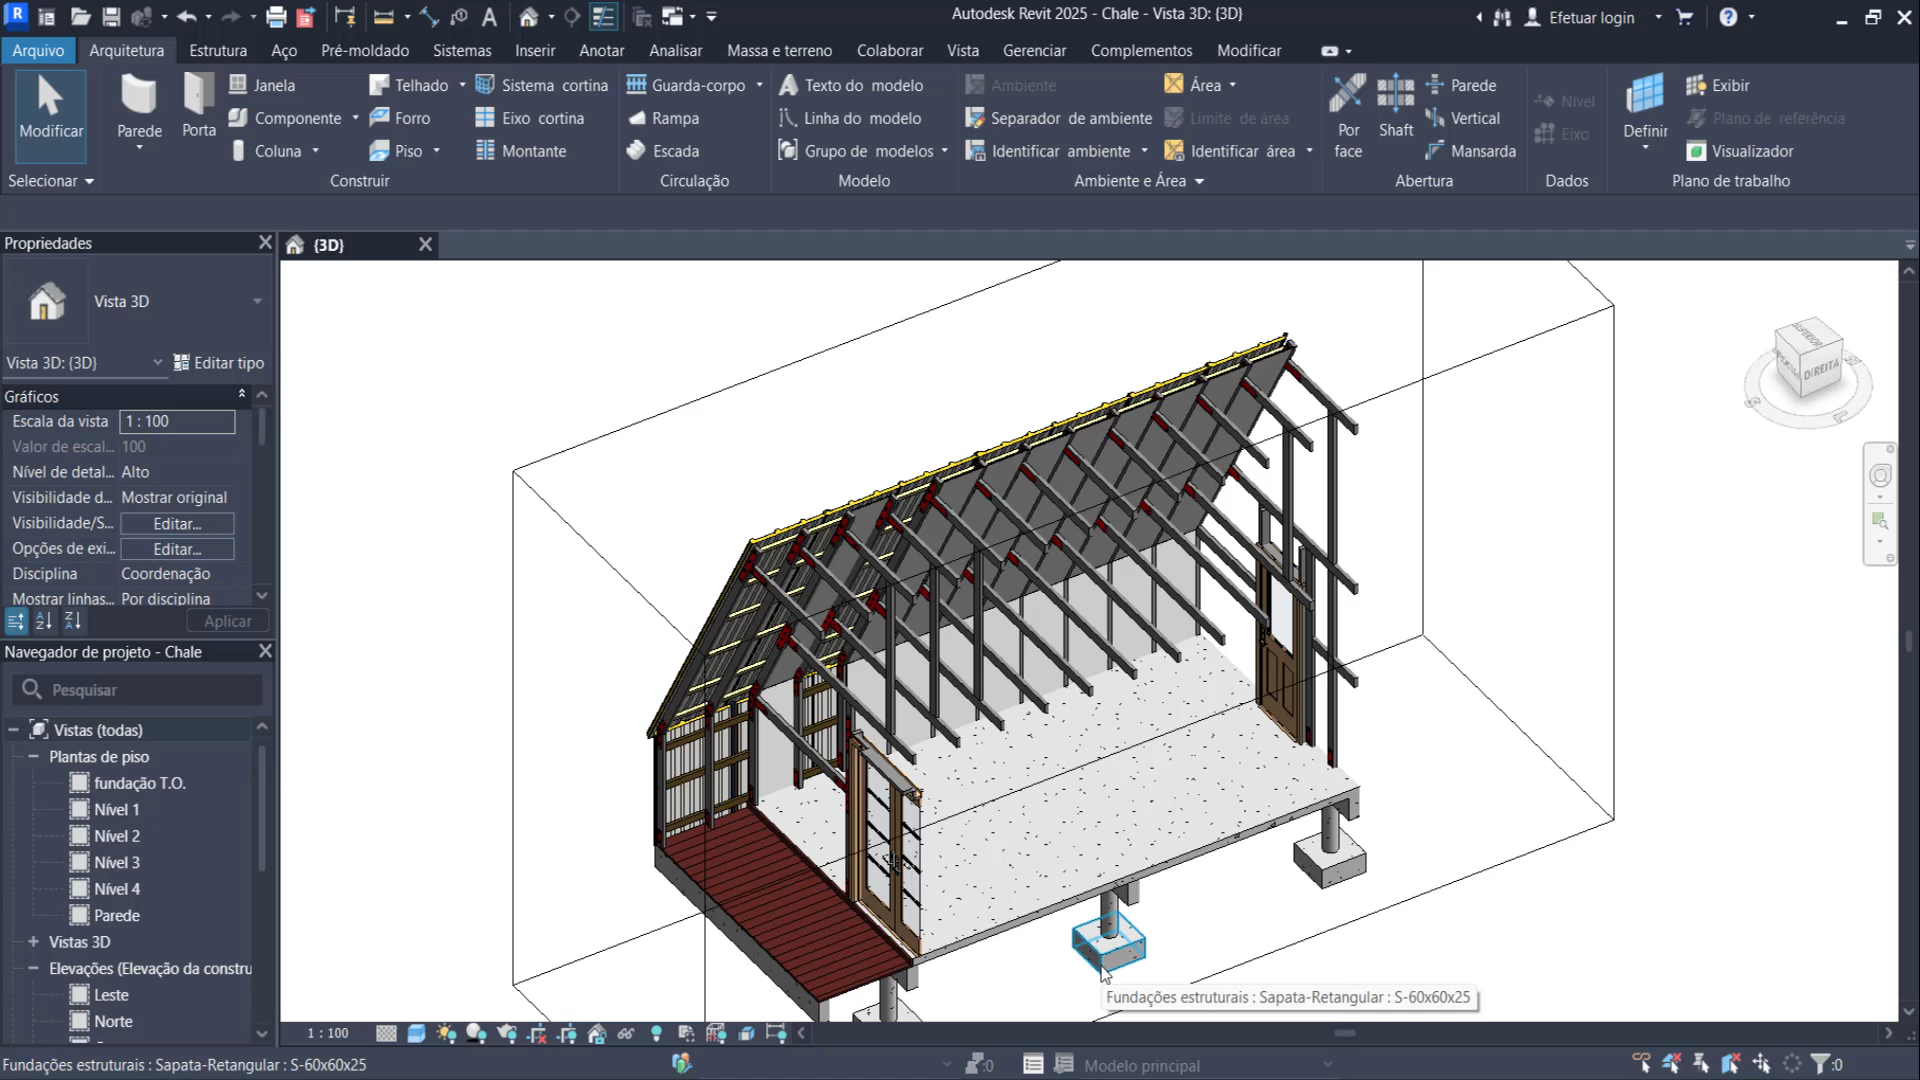 Autodesk Revit 2025 - Chale - Vista 3D: {3D}
Efetuar login
Arquivo Arquitetura Estrutura Aço Pré-moldado Sistemas Inserir Anotar Analisar Massa e terreno Colaborar Vista Gerenciar Complementos Modificar
Modificar
Parede
Porta
Janela
Componente
Coluna
Telhado
Forro
Piso
Sistema cortina
Eixo cortina
Montante
Guarda-corpo
Rampa
Escada
Texto do modelo
Linha do modelo
Grupo de modelos
Ambiente
Separador de ambiente
Identificar ambiente
Área
Limite de área
Identificar área
Por
face
Shaft
Parede
Vertical
Mansarda
Nível
Eixo
Definir
Exibir
Plano de referência
Visualizador
Selecionar Construir Circulação Modelo Ambiente e Área Abertura Dados Plano de trabalho
Propriedades
{3D}
Vista 3D
Vista 3D: {3D} Editar tipo
Gráficos
Escala da vista 1 : 100
Valor de escal... 100
Nível de detal... Alto
Visibilidade d... Mostrar original
Visibilidade/S... Editar...
Opções de exi... Editar...
Disciplina Coordenação
Mostrar linhas... Por disciplina
Aplicar
Navegador de projeto - Chale
Pesquisar
Vistas (todas)
Plantas de piso
fundação T.O.
Nível 1
Nível 2
Nível 3
Nível 4
Parede
Vistas 3D
Elevações (Elevação da constru
Leste
Norte
DIREITA
Fundações estruturais : Sapata-Retangular : S-60x60x25
1 : 100
Fundações estruturais : Sapata-Retangular : S-60x60x25
:0
Modelo principal
:0